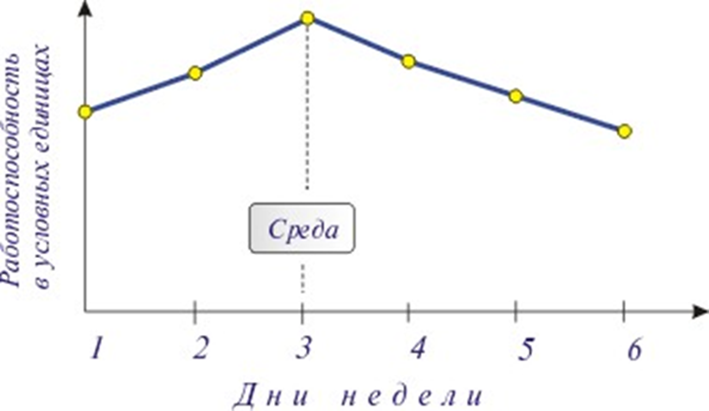 Работоспособность
в условных единицах
Среда
1 2 3 4 5 6
Дни недели